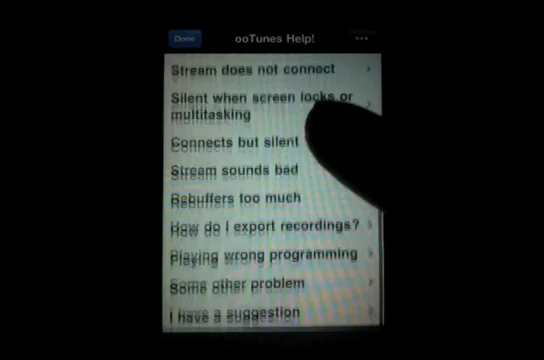 Done
ooTunes Help!
Stream does not connect
Silent when screen locks or
multitasking
Connects but silent
Stream sounds bad
Rebuffers too much
How do I export recordings?
Playing wrong programming
Some other problem
I have a suggestion